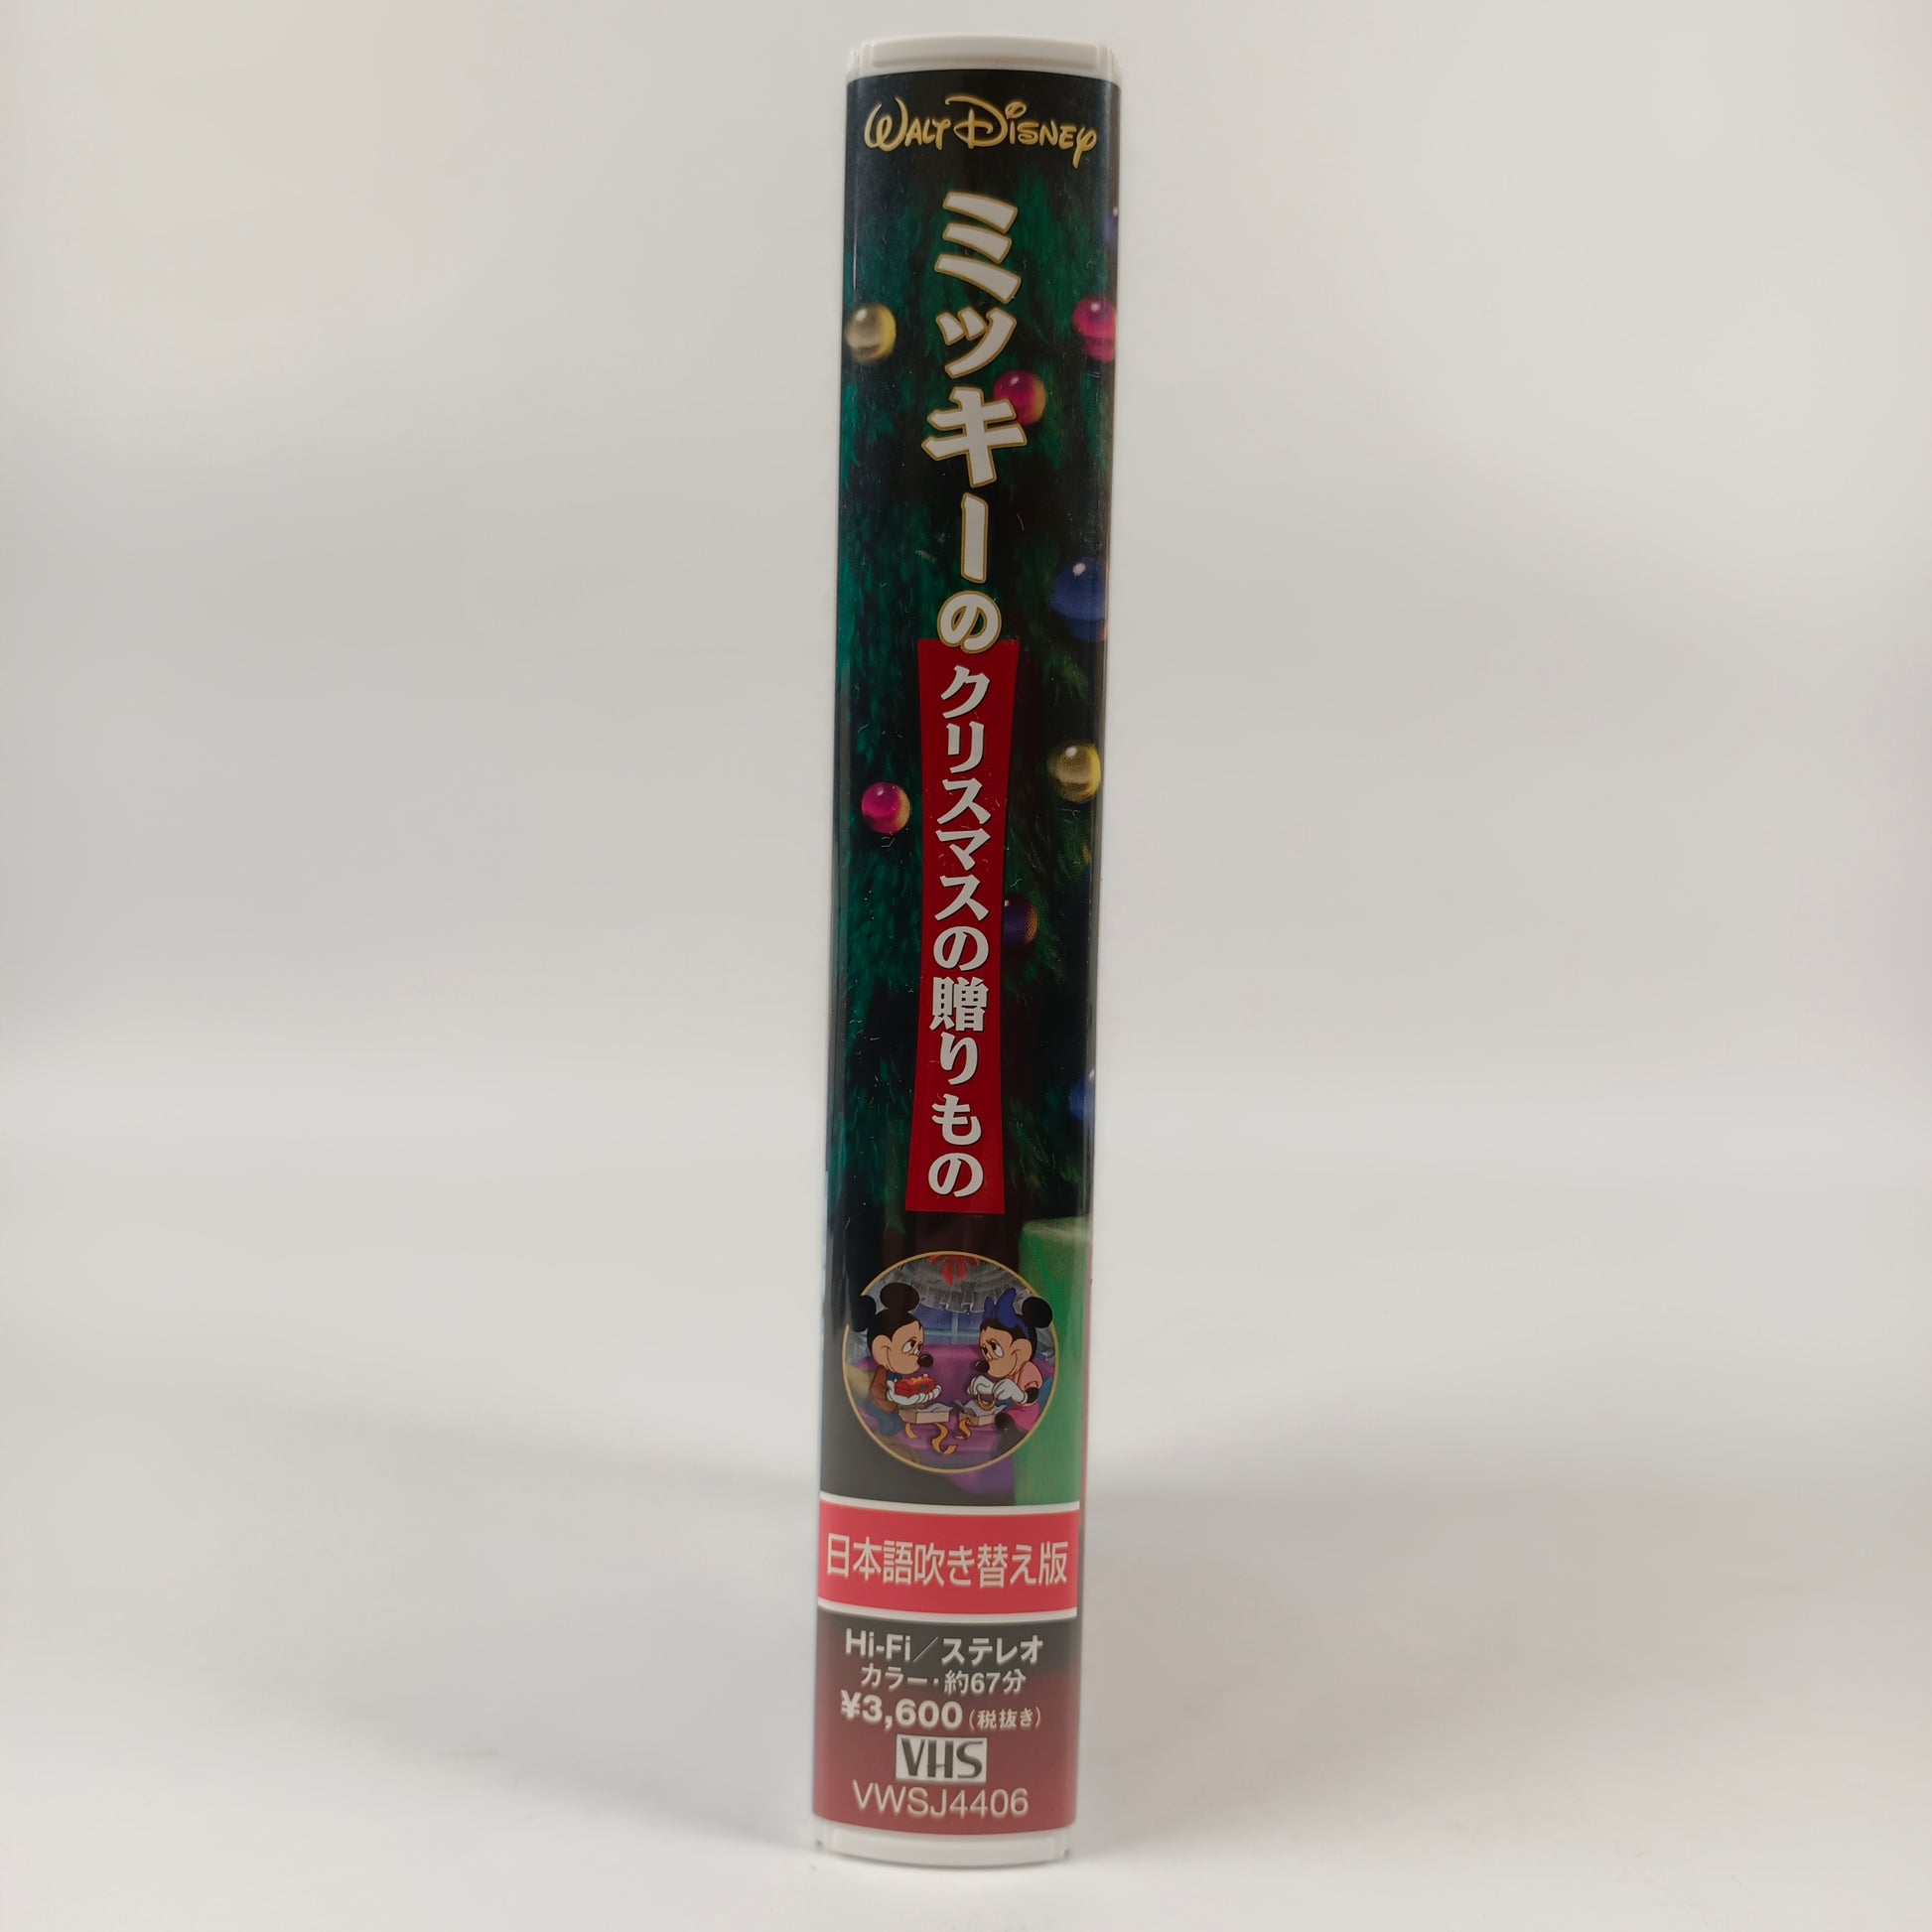 WALT DISNEY
ミッキーの
クリスマスの贈りもの
日本語吹き替え版
Hi-Fi／ステレオ
カラー・約67分
¥3,600（税抜き）
VHS
VWSJ4406